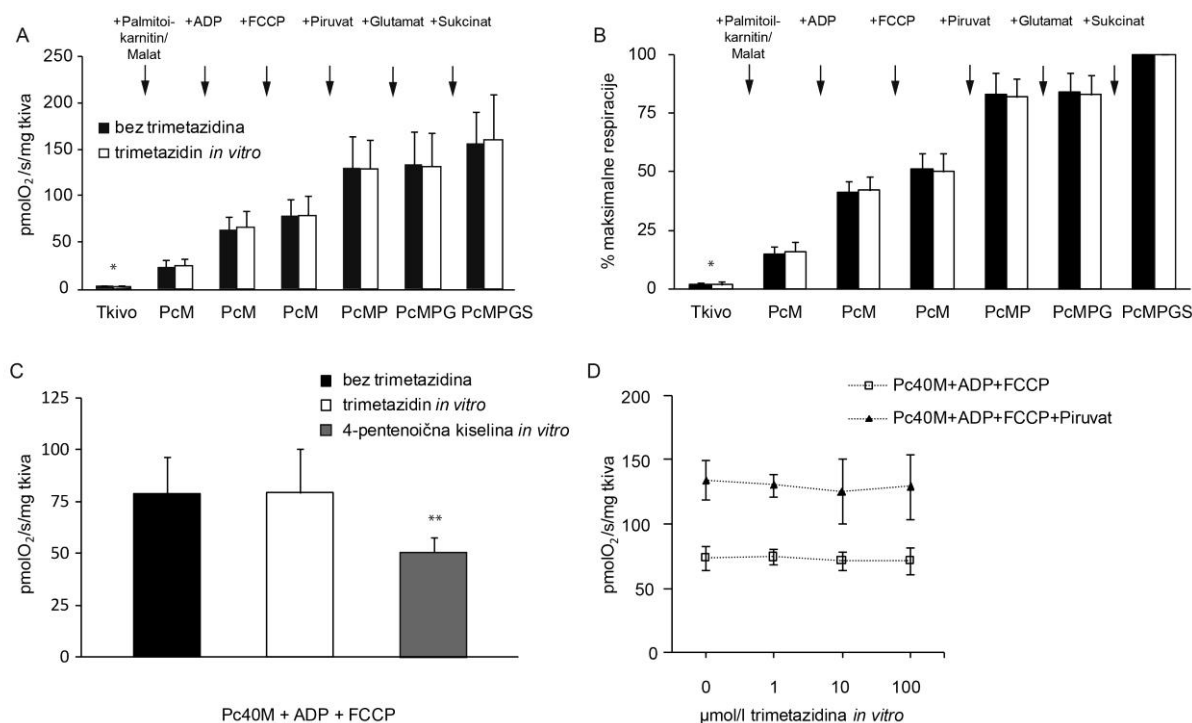 A
+Palmitoil-
karnitin/
Malat
+ADP
+FCCP
+Piruvat
+Glutamat
+Sukcinat
pmolO₂/s/mg tkiva
250
200
150
100
50
0
bez trimetazidina
trimetazidin in vitro
*
Tkivo PcM PcM PcM PcMP PcMPG PcMPGS
B
+Palmitoil-
karnitin/
Malat
+ADP
+FCCP
+Piruvat
+Glutamat
+Sukcinat
% maksimalne respiracije
100
75
50
25
0
*
Tkivo PcM PcM PcM PcMP PcMPG PcMPGS
C
bez trimetazidina
trimetazidin in vitro
4-pentenoična kiselina in vitro
pmolO₂/s/mg tkiva
125
100
75
50
25
0
**
Pc40M + ADP + FCCP
D
Pc40M+ADP+FCCP
Pc40M+ADP+FCCP+Piruvat
pmolO₂/s/mg tkiva
200
150
100
50
0
0 1 10 100
µmol/l trimetazidina in vitro